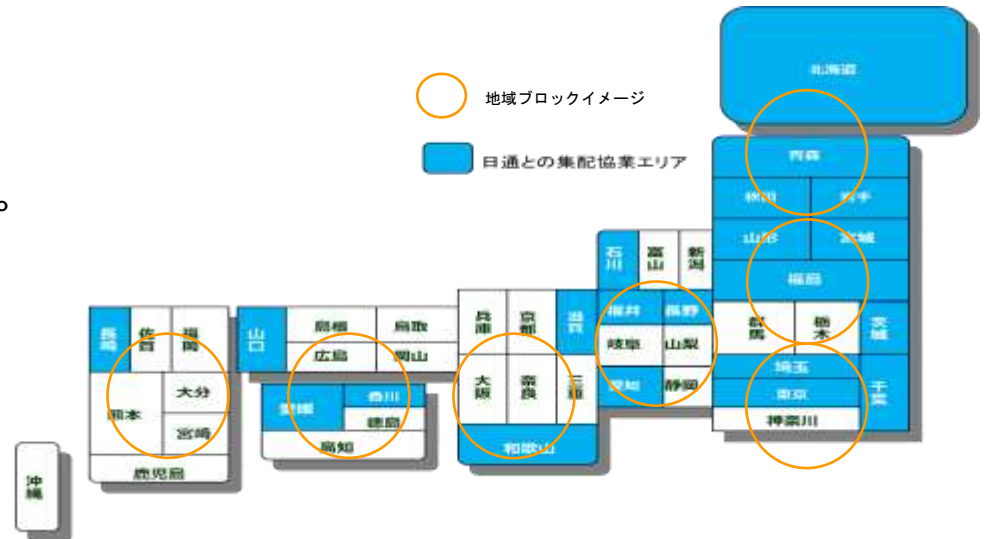 北海道
地域ブロックイメージ
青森
日通との集配協業エリア
秋田
岩手
。
山形
宮城
石川
富山
新潟
福島
長崎
佐賀
福岡
山口
島根
鳥取
兵庫
京都
滋賀
福井
長野
群馬
栃木
茨城
広島
岡山
岐阜
山梨
埼玉
熊本
大分
愛媛
香川
大阪
奈良
三重
愛知
静岡
東京
千葉
宮崎
徳島
神奈川
高知
和歌山
鹿児島
沖縄